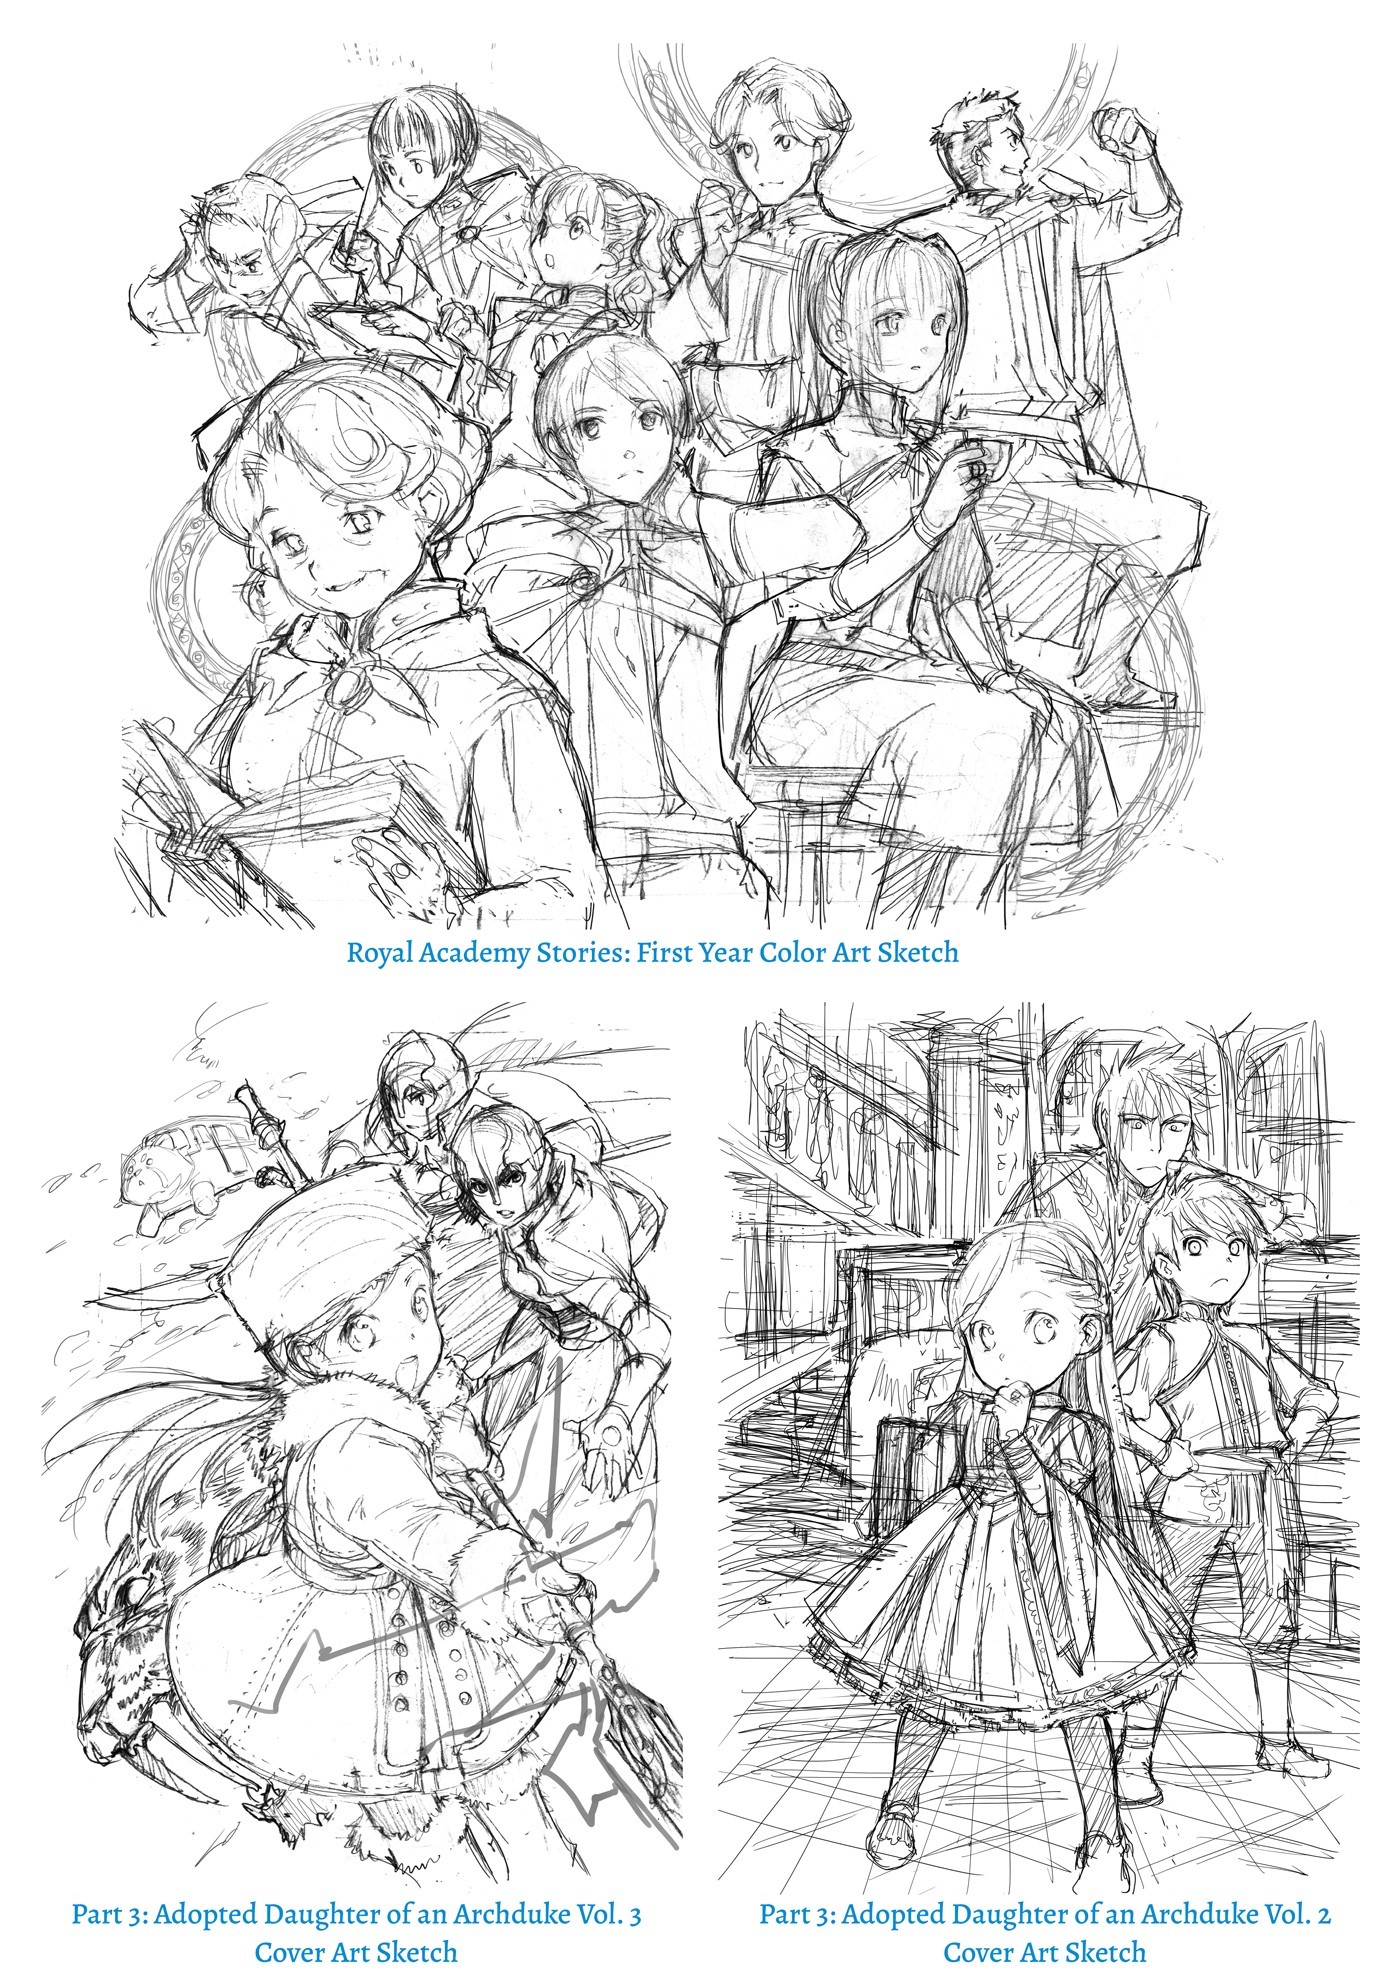 Royal Academy Stories: First Year Color Art Sketch
Part 3: Adopted Daughter of an Archduke Vol. 3
Cover Art Sketch
Part 3: Adopted Daughter of an Archduke Vol. 2
Cover Art Sketch